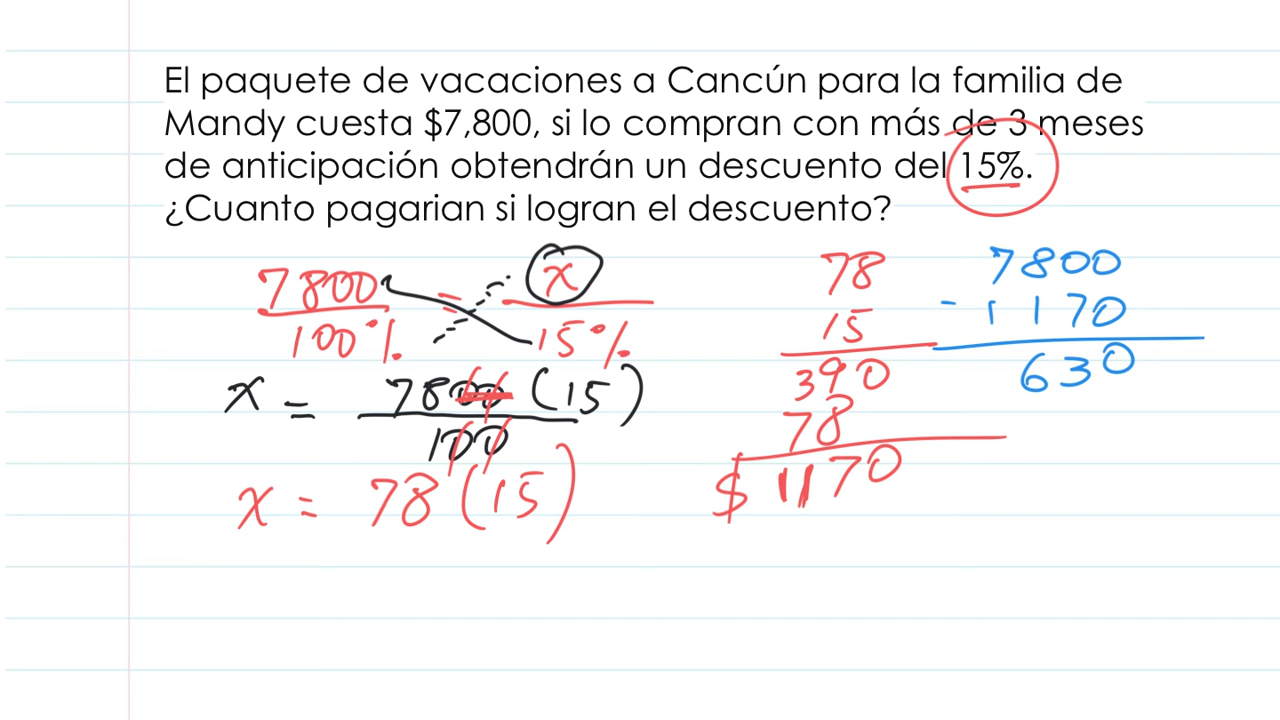 El paquete de vacaciones a Cancún para la familia de
Mandy cuesta $7,800, si lo compran con más de 3 meses
de anticipación obtendrán un descuento del 15%.
¿Cuanto pagarian si logran el descuento?
7800 = x
100% 15%
x = 7800 (15)
100
x = 78 (15)
78
15
390
78
$ 1170
7800
- 1170
630